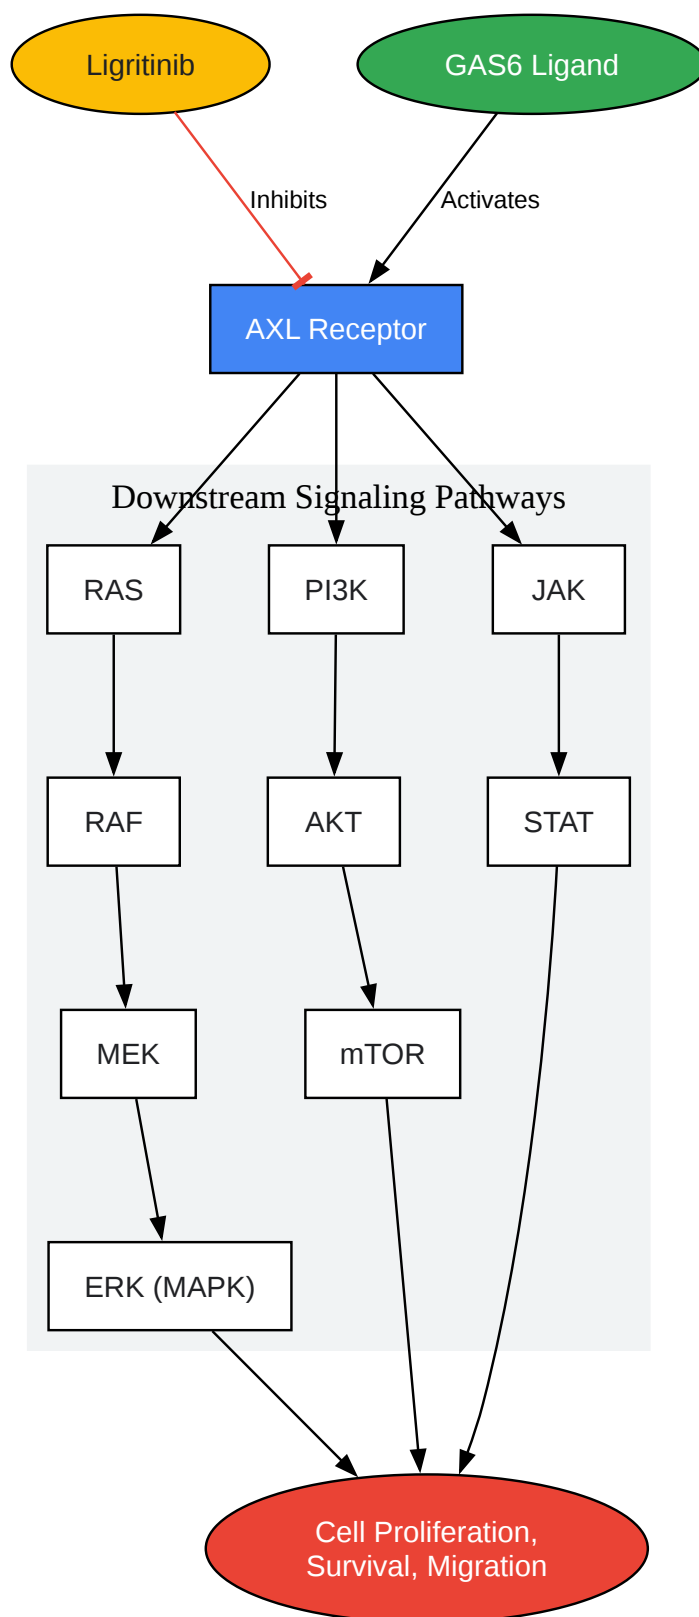 Ligritinib
GAS6 Ligand
Inhibits
Activates
AXL Receptor
Downstream Signaling Pathways
RAS
PI3K
JAK
RAF
AKT
STAT
MEK
mTOR
ERK (MAPK)
Cell Proliferation,
Survival, Migration